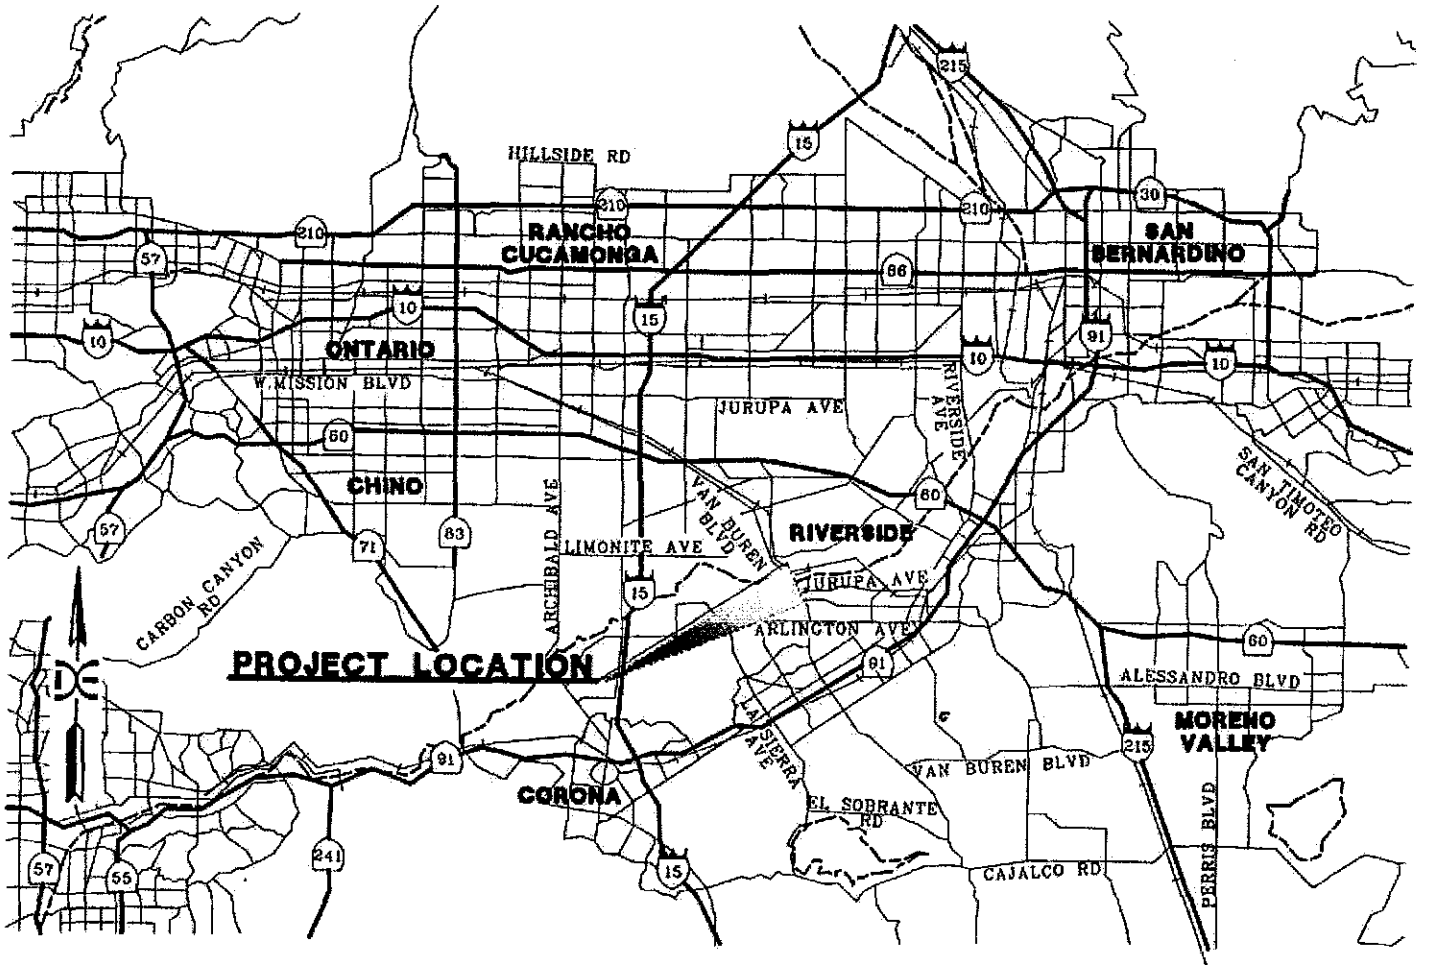 215
15
HILLSIDE RD
210
210
210
30
RANCHO
CUCAMONGA
SAN
BERNARDINO
57
66
10
15
10
ONTARIO
10
91
10
W.MISSION BLVD
JURUPA AVE
RIVERSIDE
AVE
60
CHINO
60
SAN TIMOTEO
CANYON RD
57
71
83
ARCHIBALD AVE
VAN BUREN
BLVD
RIVERSIDE
LIMONITE AVE
CARBON CANYON
RD
15
JURUPA AVE
ARLINGTON AVE
60
PROJECT LOCATION
91
ALESSANDRO BLVD
LA SIERRA
AVE
MORENO
VALLEY
215
91
VAN BUREN BLVD
CORONA
EL SOBRANTE
RD
PERRIS BLVD
57
55
241
15
CAJALCO RD